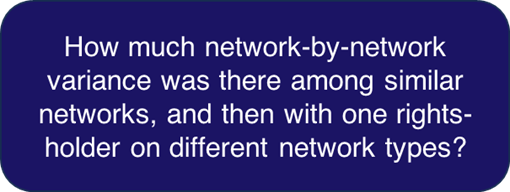 How much network-by-network
variance was there among similar
networks, and then with one rights-
holder on different network types?